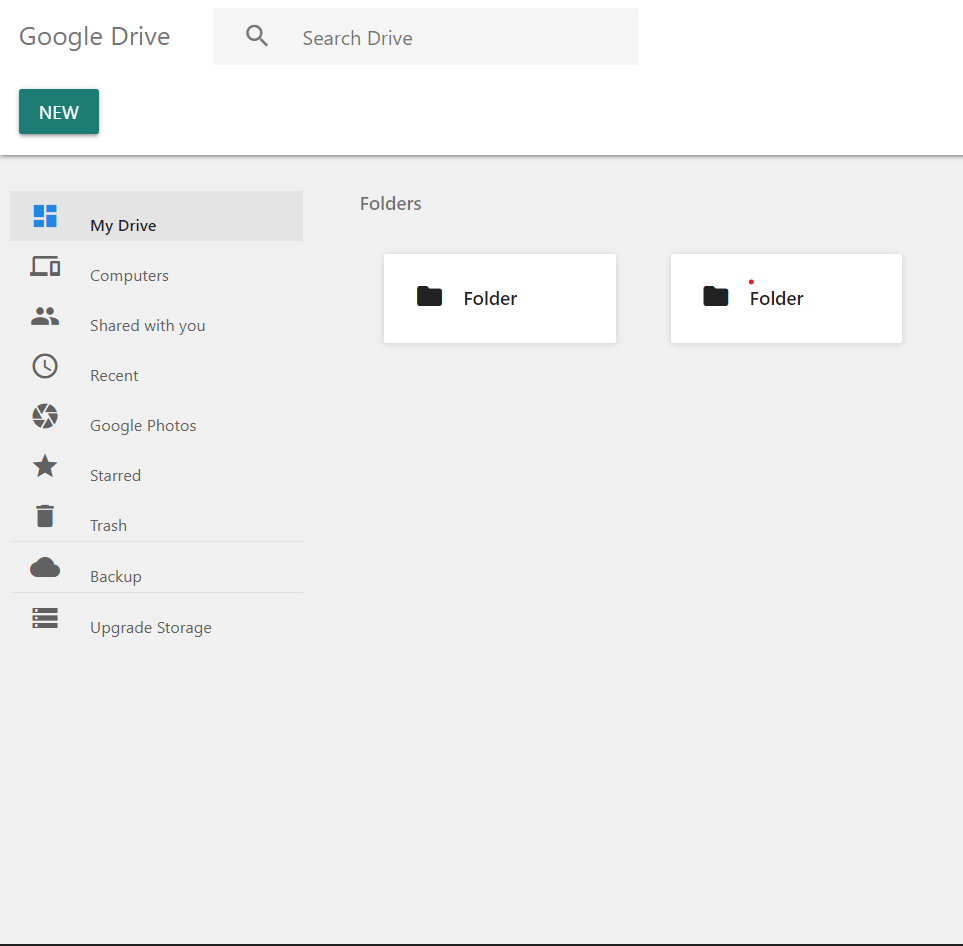 Google Drive
Search Drive
NEW
My Drive
Computers
Shared with you
Recent
Google Photos
Starred
Trash
Backup
Upgrade Storage
Folders
Folder
Folder